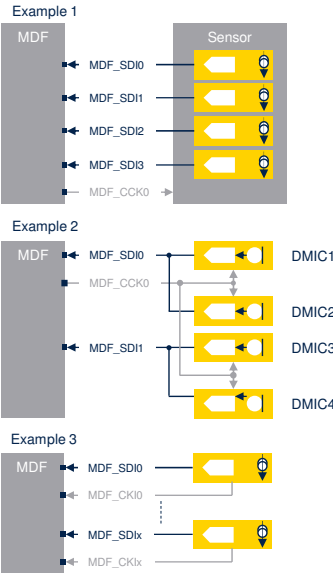 Example 1
MDF
Sensor
MDF_SDI0
MDF_SDI1
MDF_SDI2
MDF_SDI3
MDF_CCK0
Example 2
MDF
MDF_SDI0
DMIC1
MDF_CCK0
DMIC2
MDF_SDI1
DMIC3
DMIC4
Example 3
MDF
MDF_SDI0
MDF_CKI0
MDF_SDIx
MDF_CKIx